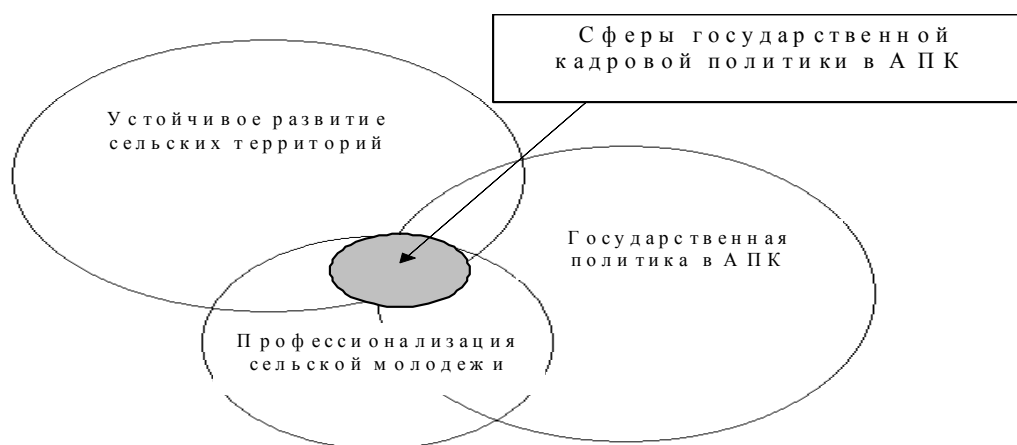 Сферы государственной
кадровой политики в АПК
Устойчивое развитие
сельских территорий
Государственная
политика в АПК
Профессионализация
сельской молодежи